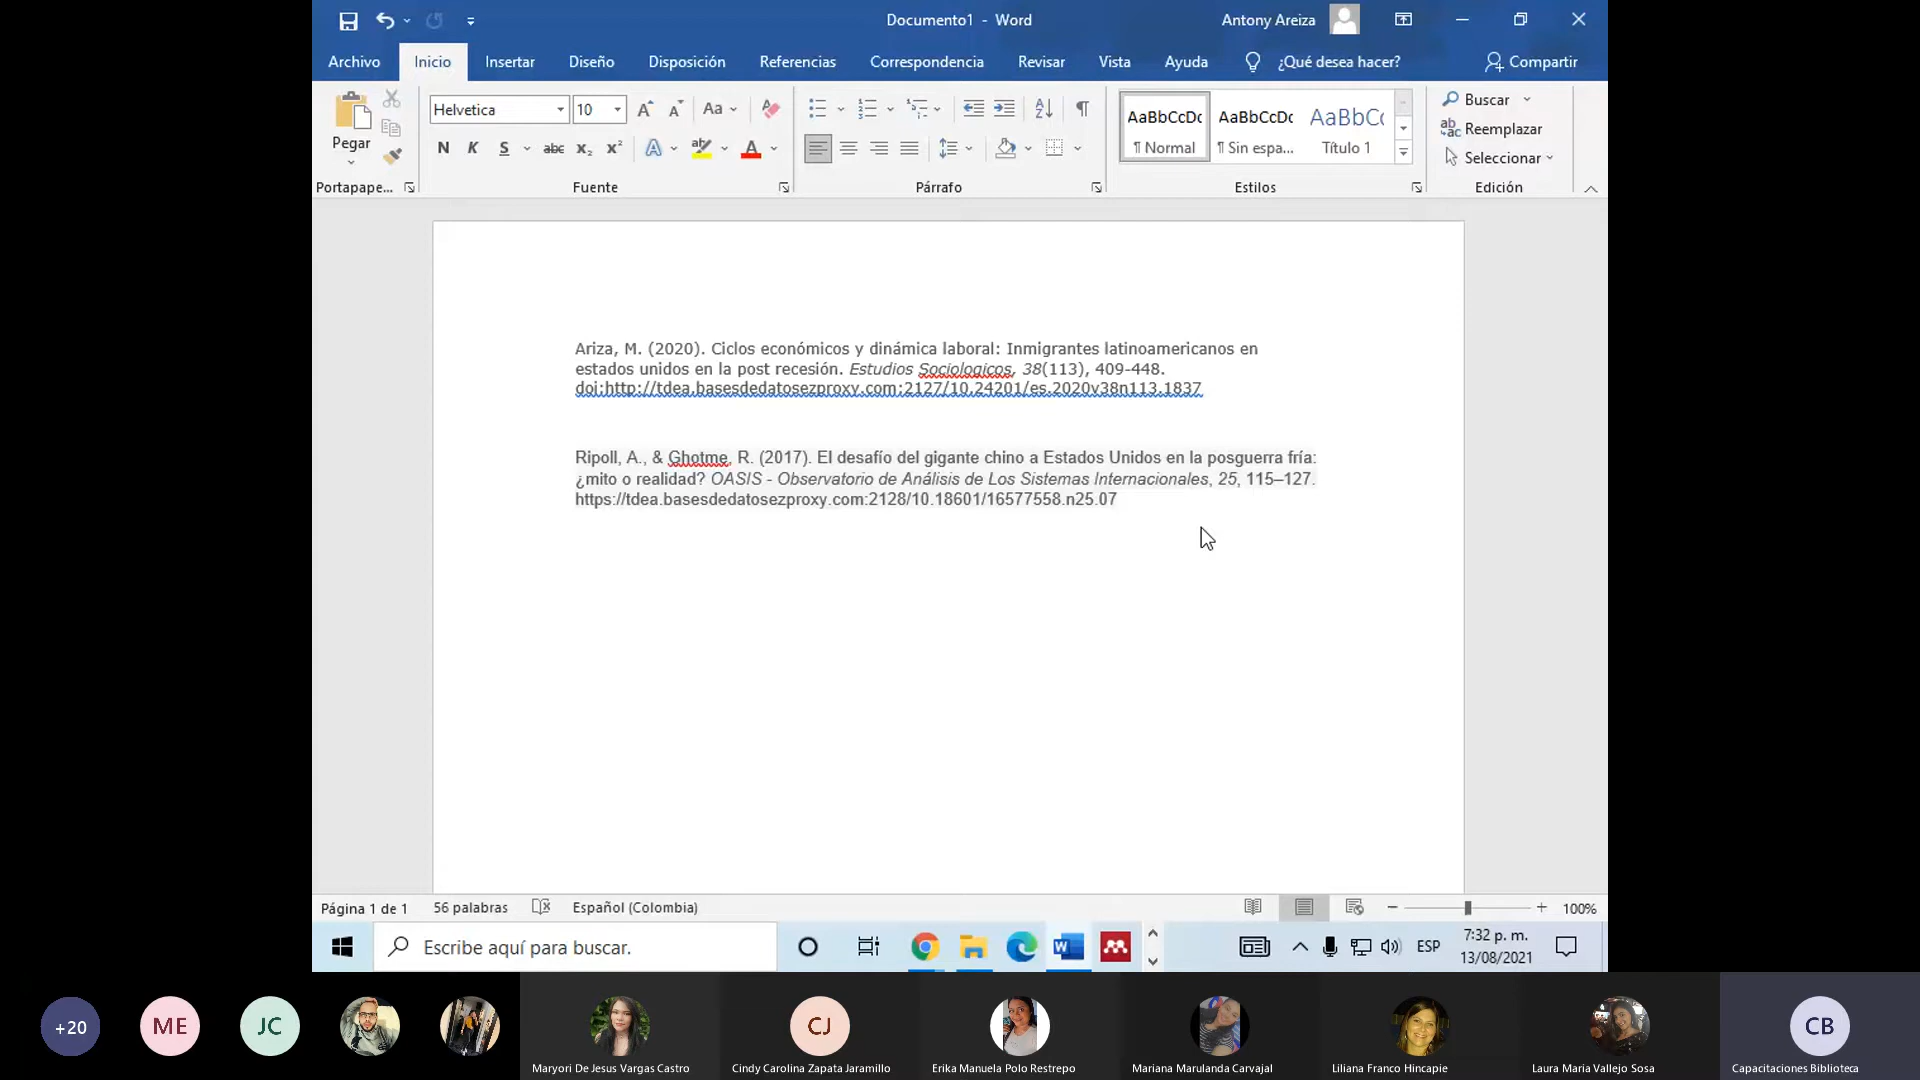 Documento1 - Word
Antony Areiza
Archivo Inicio Insertar Diseño Disposición Referencias Correspondencia Revisar Vista Ayuda ¿Qué desea hacer? Compartir
Pegar
Portapape...
Helvetica 10
Aa
N K S abc x₂ x² A A
Fuente
Párrafo
AaBbCcDc AaBbCcDc AaBbCc
¶ Normal ¶ Sin espa... Título 1
Estilos
Buscar
Reemplazar
Seleccionar
Edición
Ariza, M. (2020). Ciclos económicos y dinámica laboral: Inmigrantes latinoamericanos en
estados unidos en la post recesión. Estudios Sociologicos, 38(113), 409-448.
doi:http://tdea.basesdedatosezproxy.com:2127/10.24201/es.2020v38n113.1837
Ripoll, A., & Ghotme, R. (2017). El desafío del gigante chino a Estados Unidos en la posguerra fría:
¿mito o realidad? OASIS - Observatorio de Análisis de Los Sistemas Internacionales, 25, 115–127.
https://tdea.basesdedatosezproxy.com:2128/10.18601/16577558.n25.07
Página 1 de 1 56 palabras Español (Colombia) 100%
Escribe aquí para buscar.
ESP
7:32 p. m.
13/08/2021
+20 ME JC CJ CB
Maryori De Jesus Vargas Castro
Cindy Carolina Zapata Jaramillo
Erika Manuela Polo Restrepo
Mariana Marulanda Carvajal
Liliana Franco Hincapie
Laura Maria Vallejo Sosa
Capacitaciones Biblioteca